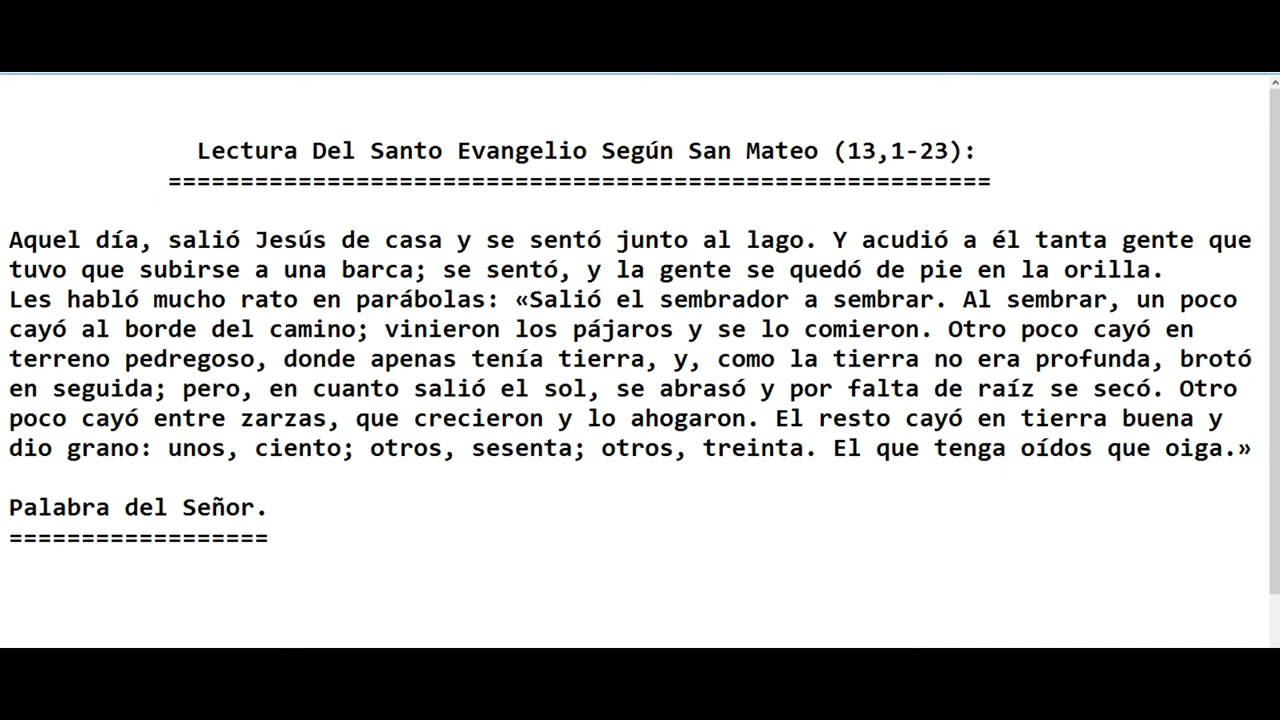 Lectura Del Santo Evangelio Según San Mateo (13,1-23):
=========================================================
Aquel día, salió Jesús de casa y se sentó junto al lago. Y acudió a él tanta gente que
tuvo que subirse a una barca; se sentó, y la gente se quedó de pie en la orilla.
Les habló mucho rato en parábolas: «Salió el sembrador a sembrar. Al sembrar, un poco
cayó al borde del camino; vinieron los pájaros y se lo comieron. Otro poco cayó en
terreno pedregoso, donde apenas tenía tierra, y, como la tierra no era profunda, brotó
en seguida; pero, en cuanto salió el sol, se abrasó y por falta de raíz se secó. Otro
poco cayó entre zarzas, que crecieron y lo ahogaron. El resto cayó en tierra buena y
dio grano: unos, ciento; otros, sesenta; otros, treinta. El que tenga oídos que oiga.»
Palabra del Señor.
==================